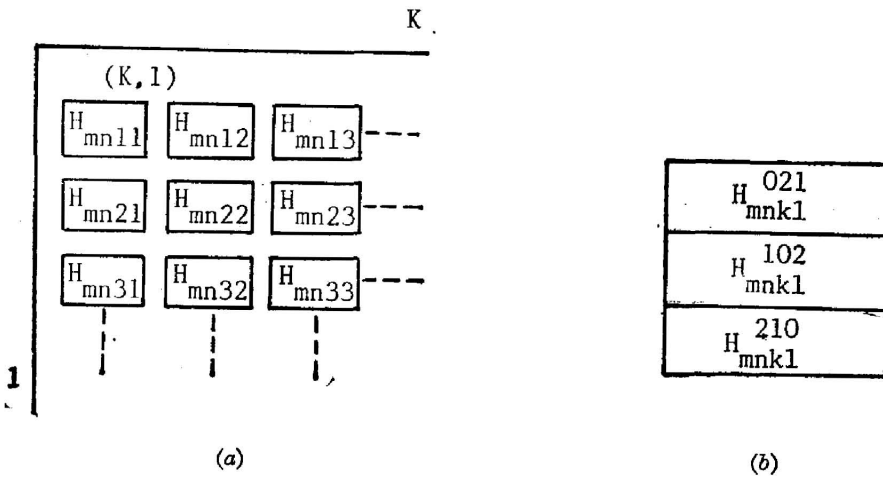 K
(K,1)
H mn11 H mn12 H mn13
H mn21 H mn22 H mn23
H mn31 H mn32 H mn33
1
(a)
H 021 mnk1
H 102 mnk1
H 210 mnk1
(b)